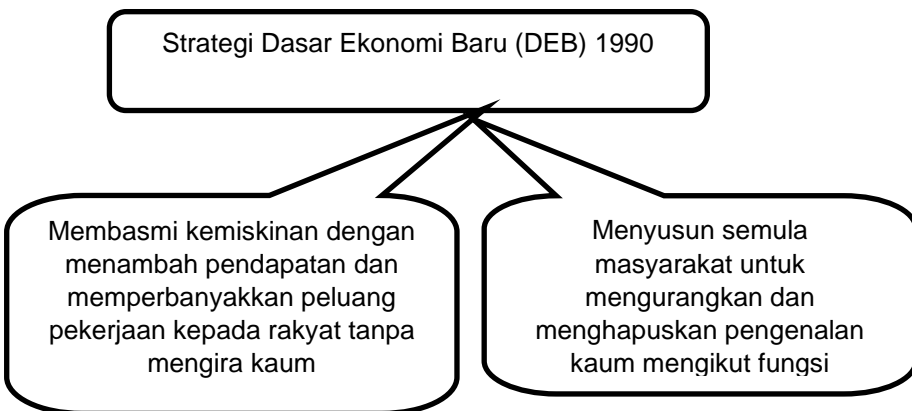 Strategi Dasar Ekonomi Baru (DEB) 1990
Membasmi kemiskinan dengan
menambah pendapatan dan
memperbanyakkan peluang
pekerjaan kepada rakyat tanpa
mengira kaum
Menyusun semula
masyarakat untuk
mengurangkan dan
menghapuskan pengenalan
kaum mengikut fungsi